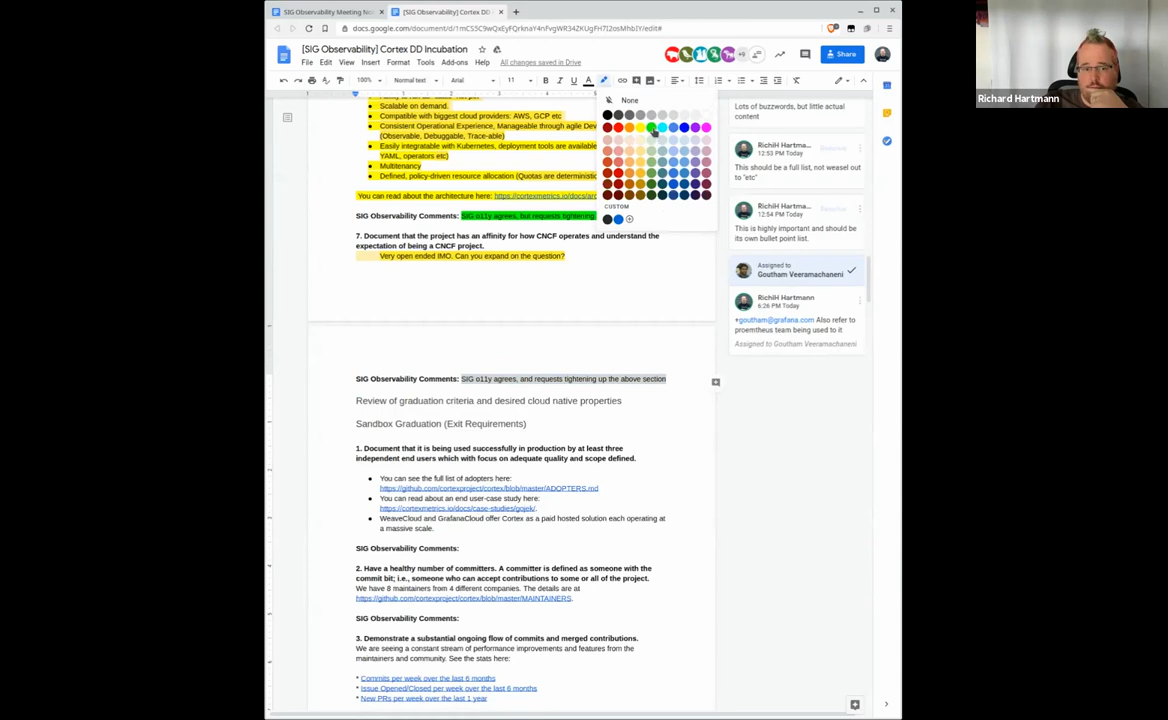 SIG Observability Meeting No
[SIG Observability] Cortex DD
docs.google.com/document/d/1mCS5C9wQxEyFQrknaY4nFvgWR34ZKUgFH7I2osMhbIY/edit#
[SIG Observability] Cortex DD Incubation
File Edit View Insert Format Tools Add-ons Help All changes saved in Drive
+9
Share
100% Normal text Arial 11 B I U A
None
CUSTOM
Scalable on demand.
Compatible with biggest cloud providers: AWS, GCP etc
Consistent Operational Experience, Manageable through agile Dev
(Observable, Debuggable, Trace-able)
Easily integratable with Kubernetes, deployment tools are available
YAML, operators etc)
Multitenancy
Defined, policy-driven resource allocation (Quotas are deterministic
You can read about the architecture here: https://cortexmetrics.io/docs/arc
SIG Observability Comments: SIG o11y agrees, but requests tightening
7. Document that the project has an affinity for how CNCF operates and understand the
expectation of being a CNCF project.
Very open ended IMO. Can you expand on the question?
SIG Observability Comments: SIG o11y agrees, and requests tightening up the above section
Review of graduation criteria and desired cloud native properties
Sandbox Graduation (Exit Requirements)
1. Document that it is being used successfully in production by at least three
independent end users which with focus on adequate quality and scope defined.
You can see the full list of adopters here:
https://github.com/cortexproject/cortex/blob/master/ADOPTERS.md
You can read about an end user-case study here:
https://cortexmetrics.io/docs/case-studies/gojek/.
WeaveCloud and GrafanaCloud offer Cortex as a paid hosted solution each operating at
a massive scale.
SIG Observability Comments:
2. Have a healthy number of committers. A committer is defined as someone with the
commit bit; i.e., someone who can accept contributions to some or all of the project.
We have 8 maintainers from 4 different companies. The details are at
https://github.com/cortexproject/cortex/blob/master/MAINTAINERS.
SIG Observability Comments:
3. Demonstrate a substantial ongoing flow of commits and merged contributions.
We are seeing a constant stream of performance improvements and features from the
maintainers and community. See the stats here:
* Commits per week over the last 6 months
* Issue Opened/Closed per week over the last 6 months
* New PRs per week over the last 1 year
Lots of buzzwords, but little actual
content
RichiH Hartma...
12:53 PM Today
This should be a full list, not weasel out
to "etc"
RichiH Hartma...
12:54 PM Today
This is highly important and should be
its own bullet point list.
Assigned to
Goutham Veeramachaneni
RichiH Hartmann
6:26 PM Today
+goutham@grafana.com Also refer to
proemtheus team being used to it
Assigned to Goutham Veeramachaneni
Richard Hartmann